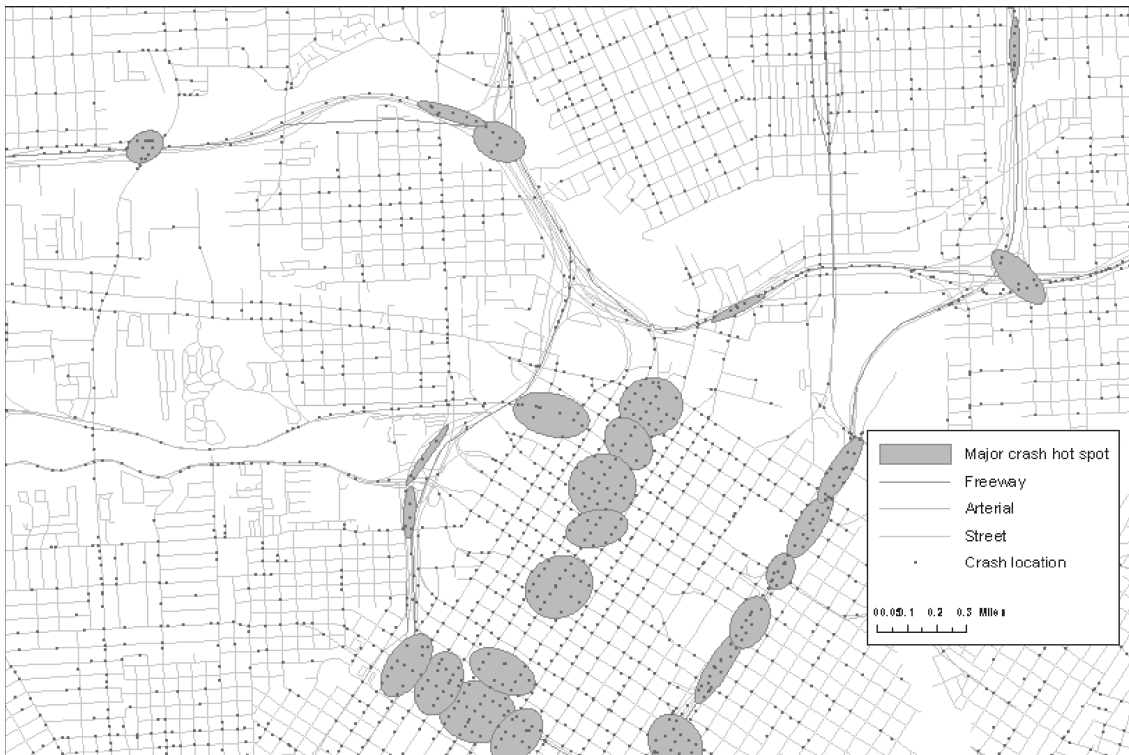 Major crash hot spot
Freeway
Arterial
Street
Crash location
0.2 0.3 Miles